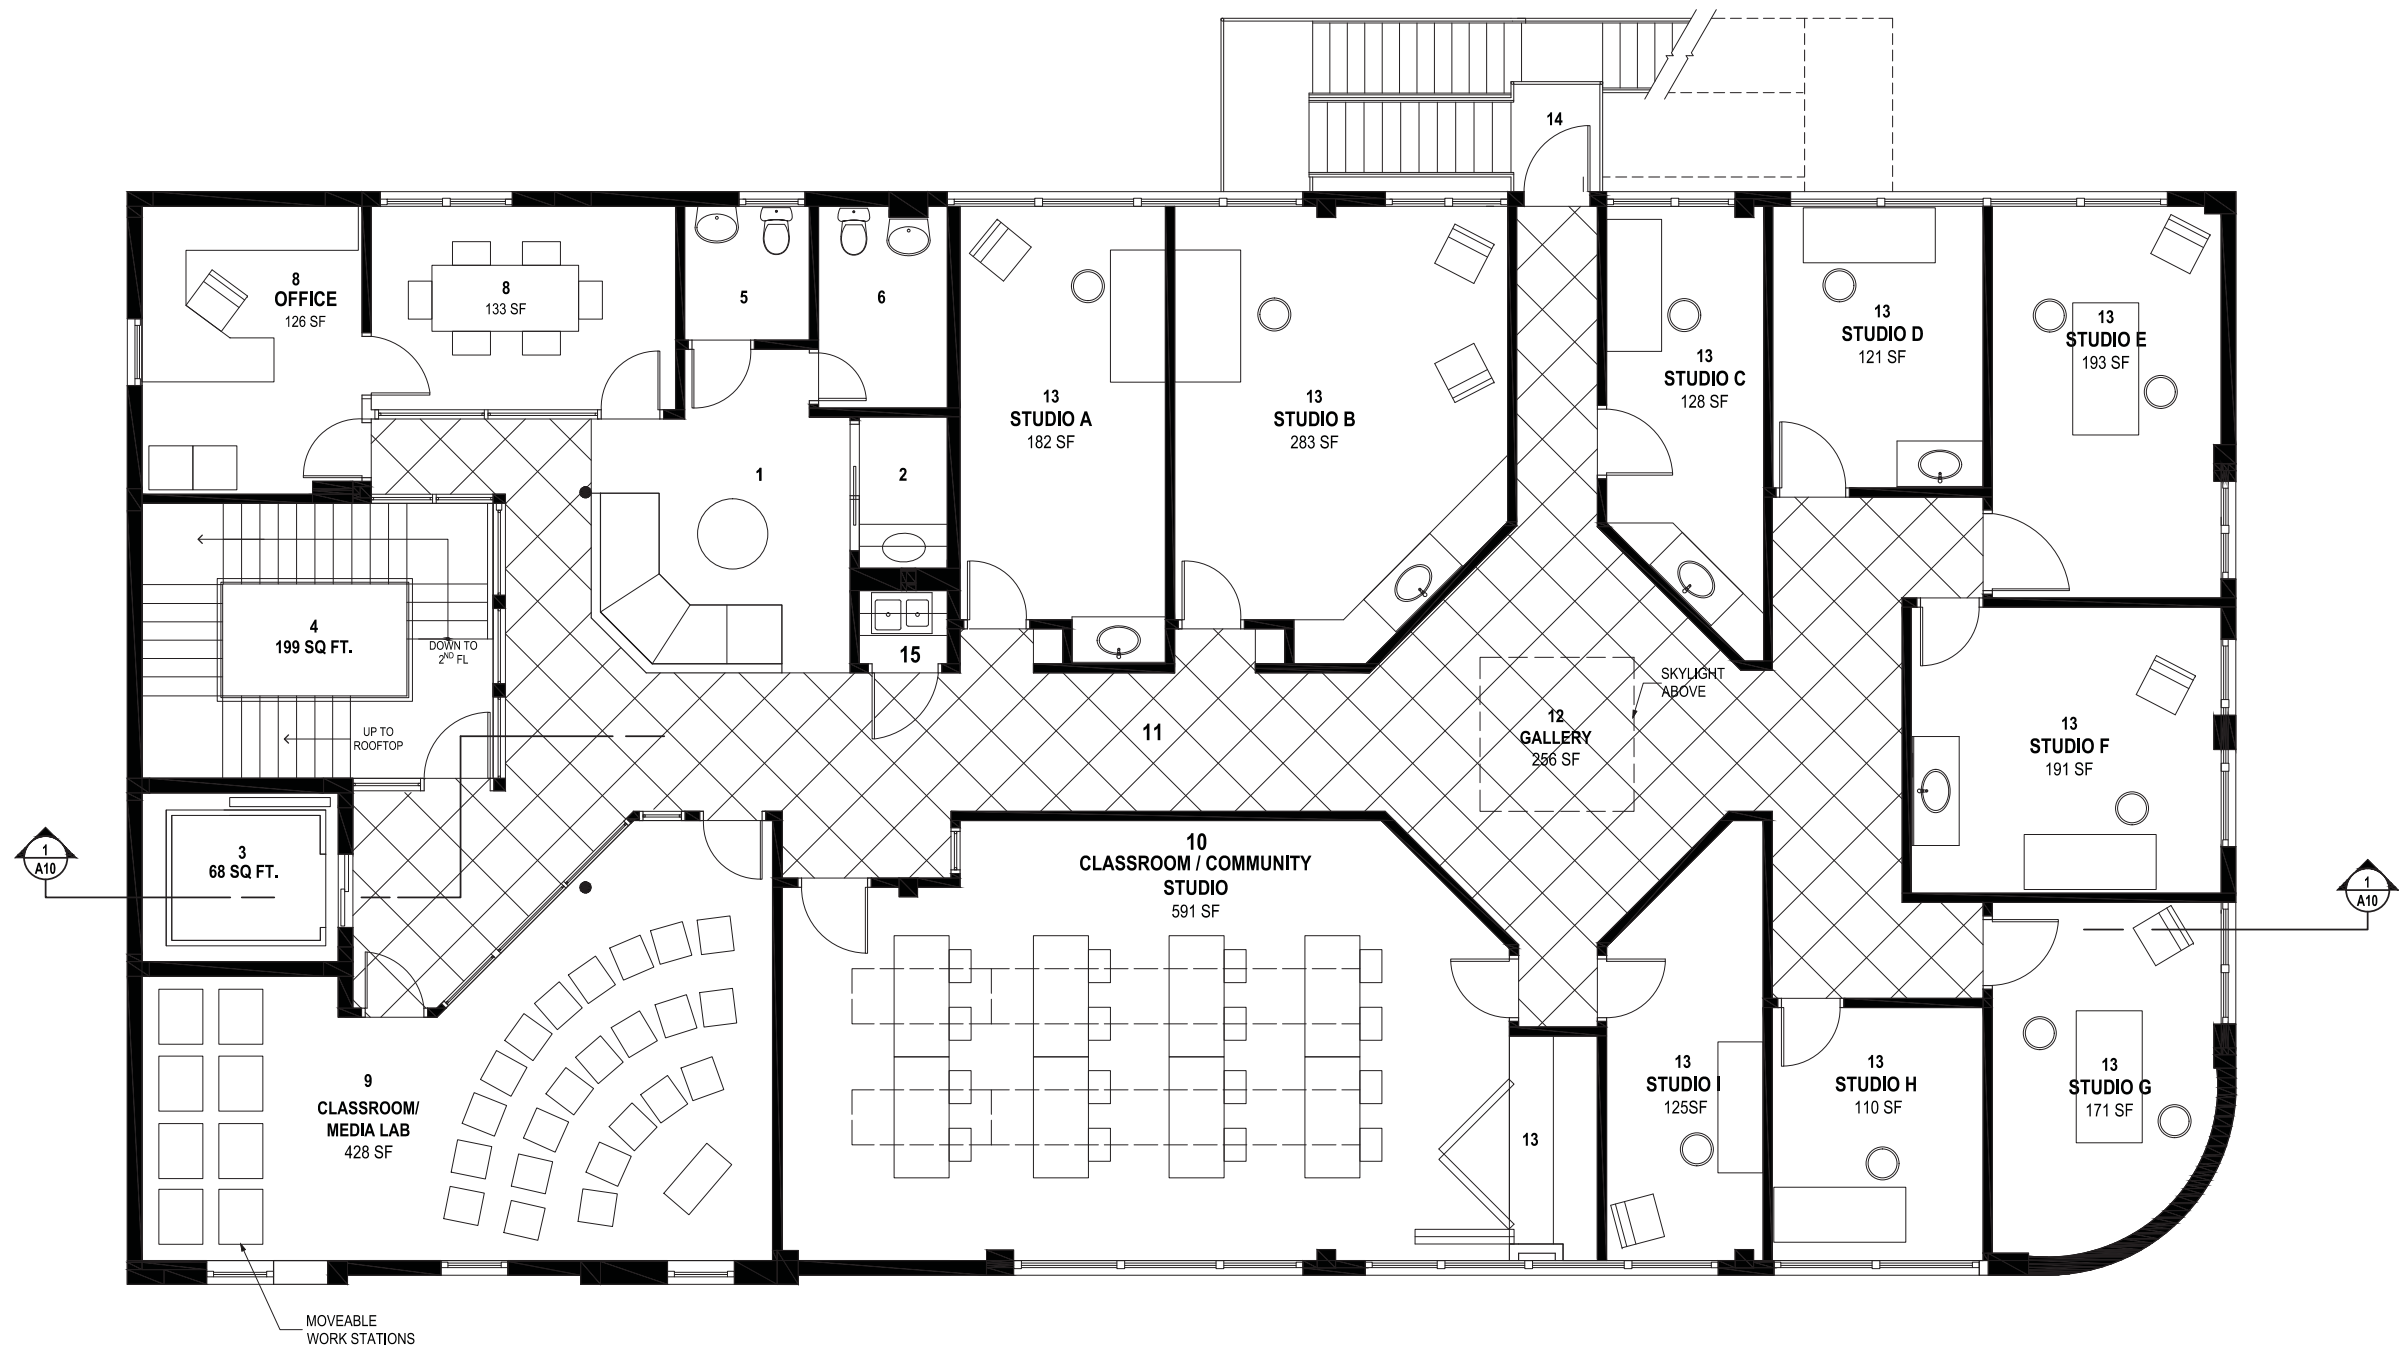 14
8
OFFICE
126 SF
8
133 SF
5
6
13
STUDIO A
182 SF
13
STUDIO B
283 SF
13
STUDIO C
128 SF
13
STUDIO D
121 SF
13
STUDIO E
193 SF
1
2
4
199 SQ FT.
DOWN TO
2ND FL
UP TO
ROOFTOP
15
11
12
GALLERY
256 SF
SKYLIGHT
ABOVE
13
STUDIO F
191 SF
1
A10
3
68 SQ FT.
10
CLASSROOM / COMMUNITY
STUDIO
591 SF
1
A10
9
CLASSROOM/
MEDIA LAB
428 SF
13
13
STUDIO I
125SF
13
STUDIO H
110 SF
13
STUDIO G
171 SF
MOVEABLE
WORK STATIONS